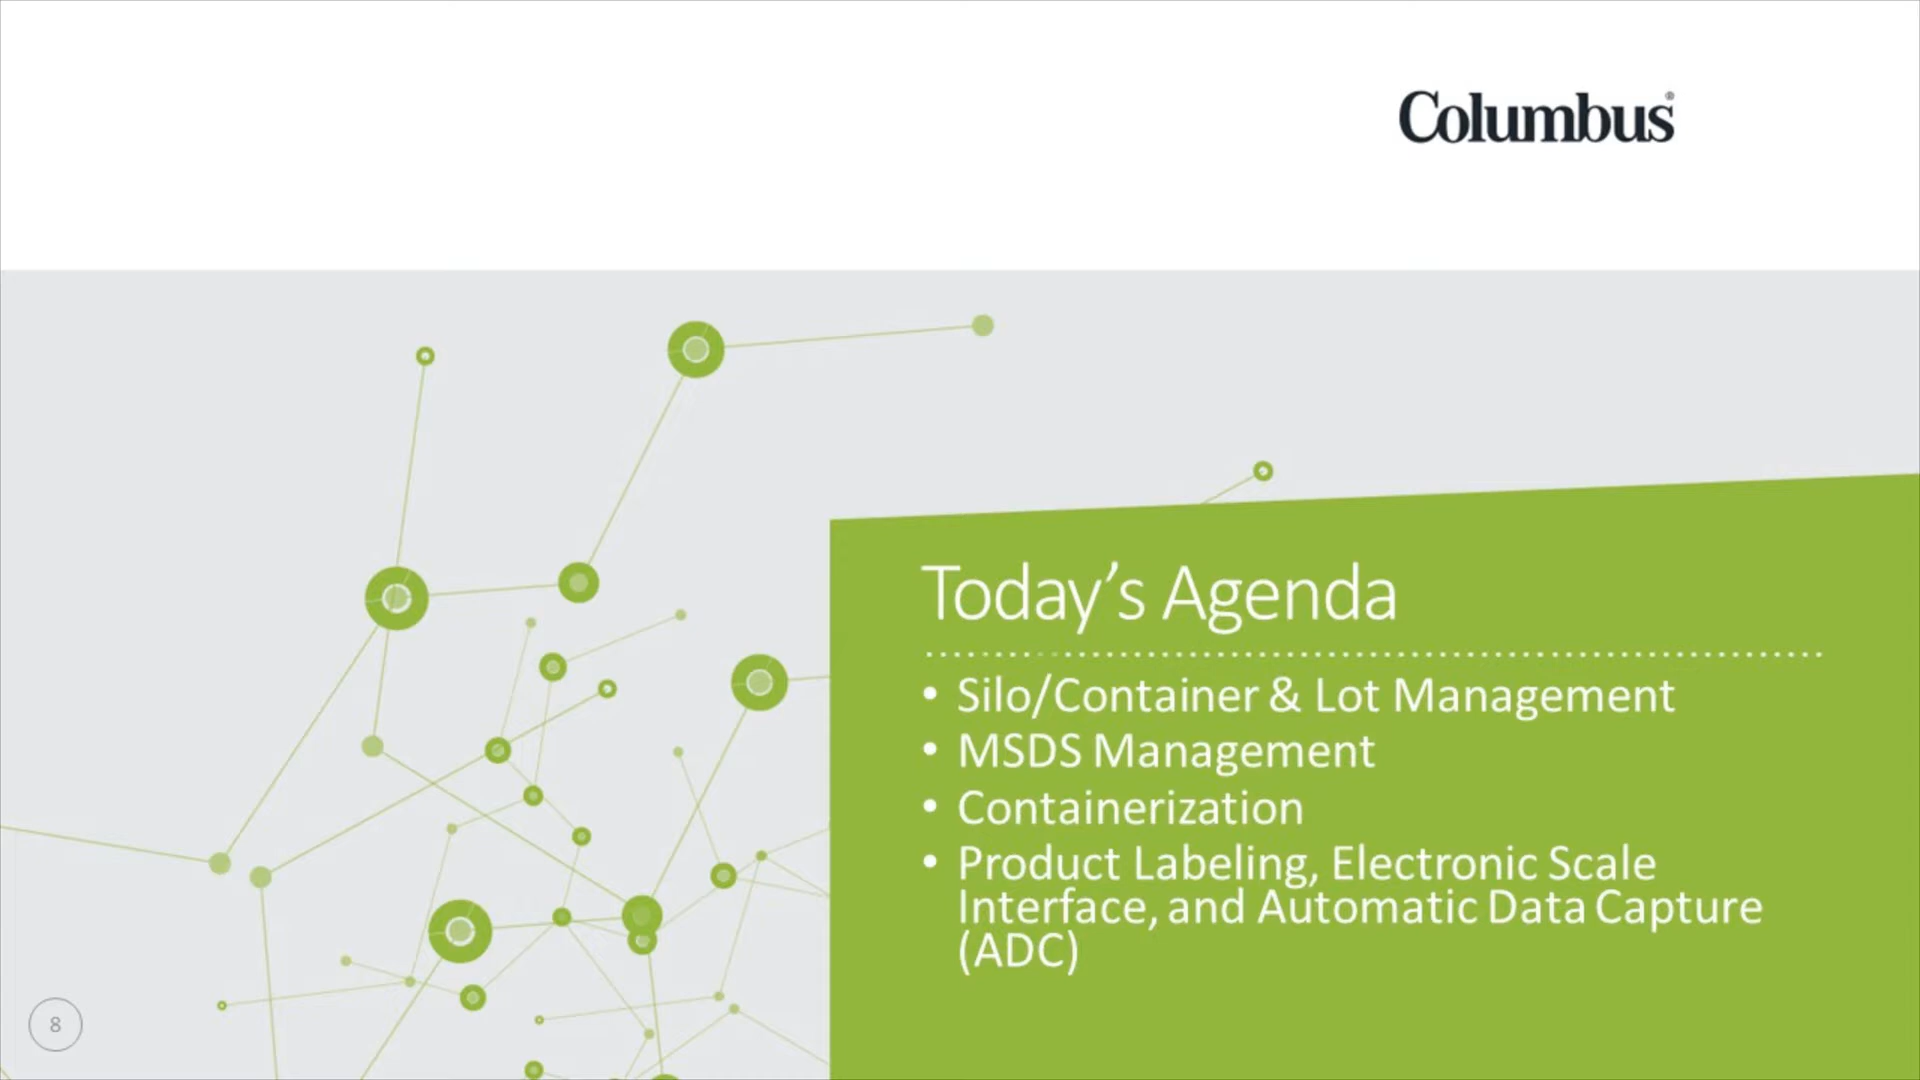 Columbus®
Today’s Agenda
• Silo/Container & Lot Management
• MSDS Management
• Containerization
• Product Labeling, Electronic Scale
Interface, and Automatic Data Capture
(ADC)
8